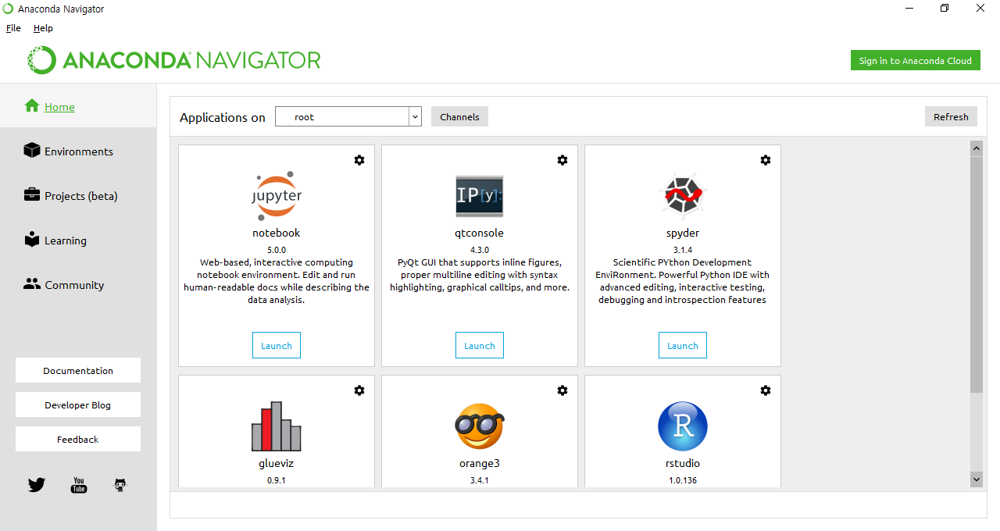 Anaconda Navigator
File Help
ANACONDA NAVIGATOR
Sign in to Anaconda Cloud
Home
Environments
Projects (beta)
Learning
Community
Documentation
Developer Blog
Feedback
You
Tube
Applications on root Channels Refresh
jupyter
notebook
5.0.0
Web-based, interactive computing
notebook environment. Edit and run
human-readable docs while describing the
data analysis.
Launch
IP[y]:
qtconsole
4.3.0
PyQt GUI that supports inline figures,
proper multiline editing with syntax
highlighting, graphical calltips, and more.
Launch
spyder
3.1.4
Scientific PYthon Development
EnviRonment. Powerful Python IDE with
advanced editing, interactive testing,
debugging and introspection features
Launch
glueviz
0.9.1
orange3
3.4.1
R
rstudio
1.0.136